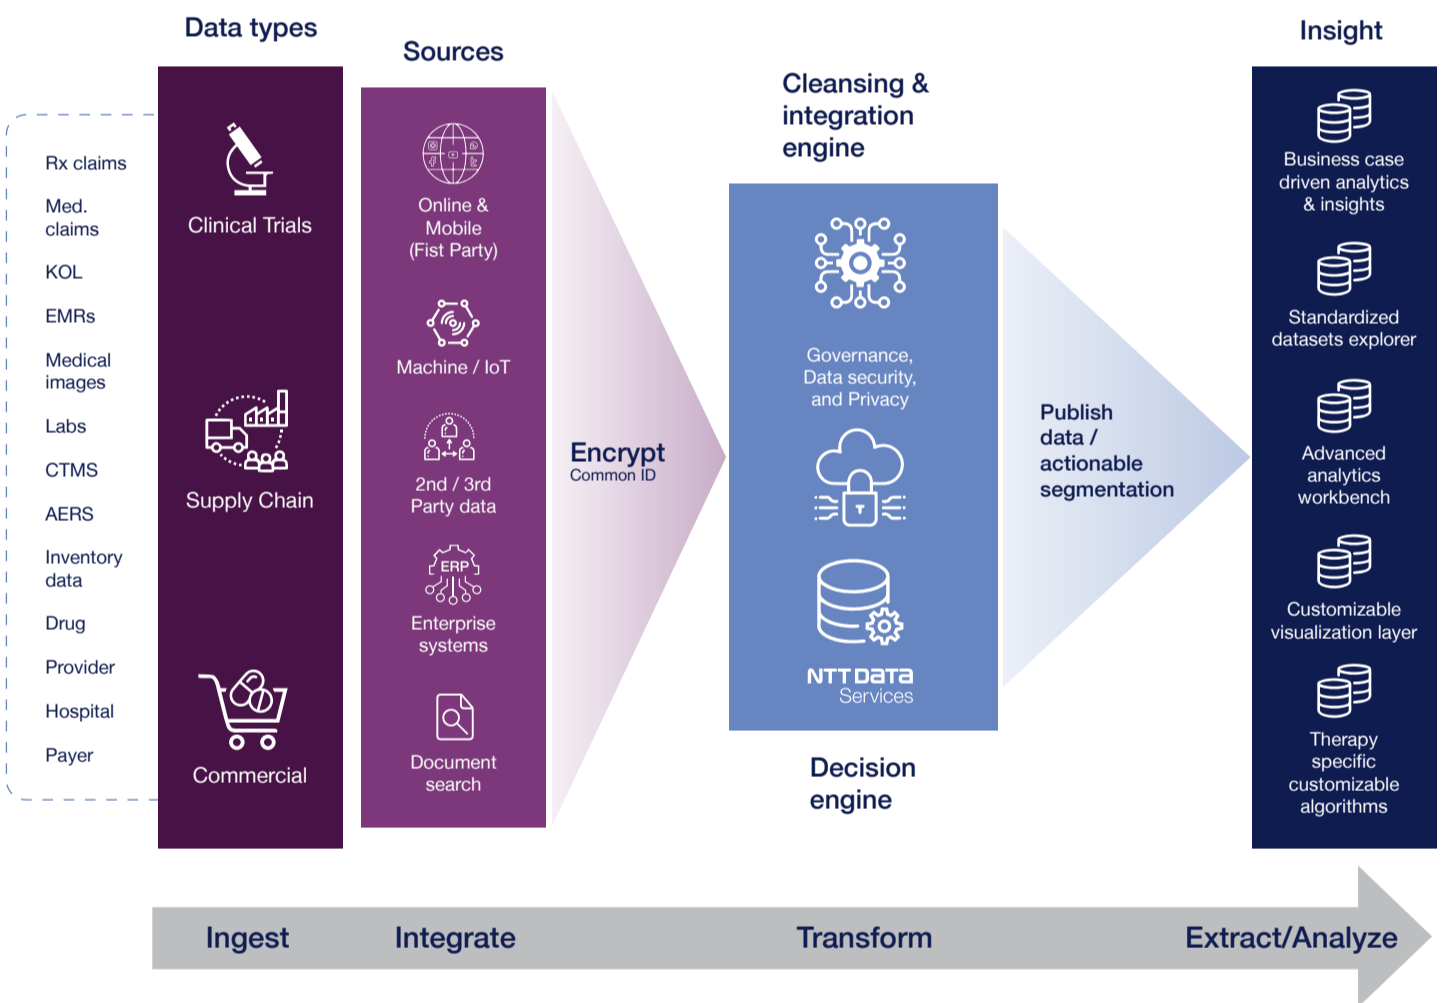 Data types
Rx claims
Med.
claims
KOL
EMRs
Medical
images
Labs
CTMS
AERS
Inventory
data
Drug
Provider
Hospital
Payer
Clinical Trials
Supply Chain
Commercial
Sources
Online &
Mobile
(Fist Party)
Machine / IoT
2nd / 3rd
Party data
ERP
Enterprise
systems
Document
search
Encrypt
Common ID
Cleansing &
integration
engine
Governance,
Data security,
and Privacy
T
NTT DATA
Services
Decision
engine
Publish
data /
actionable
segmentation
Insight
Business case
driven analytics
& insights
Standardized
datasets explorer
Advanced
analytics
workbench
Customizable
visualization layer
Therapy
specific
customizable
algorithms
Ingest
Integrate
Transform
Extract/Analyze